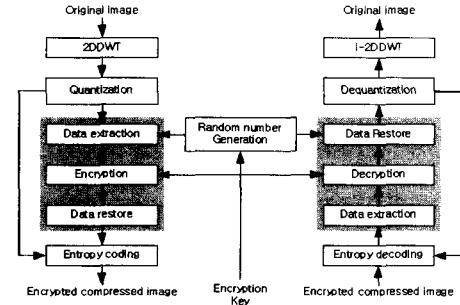 Original image
2DDWT
Quantization
Data extraction
Encryption
Data restore
Entropy coding
Encrypted compressed image
Random number
Generation
Encryption
Key
Original image
I-2DDWT
Dequantization
Data Restore
Decryption
Data extraction
Entropy decoding
Encrypted compressed image